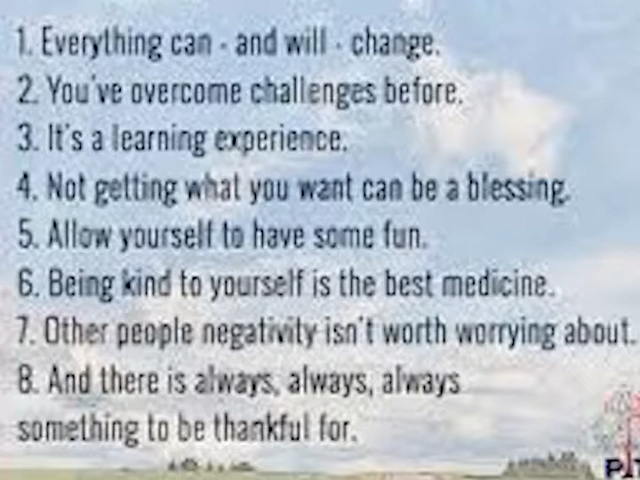 1. Everything can - and will - change.
2. You've overcome challenges before.
3. It's a learning experience.
4. Not getting what you want can be a blessing.
5. Allow yourself to have some fun.
6. Being kind to yourself is the best medicine.
7. Other people negativity isn't worth worrying about.
8. And there is always, always, always
something to be thankful for.